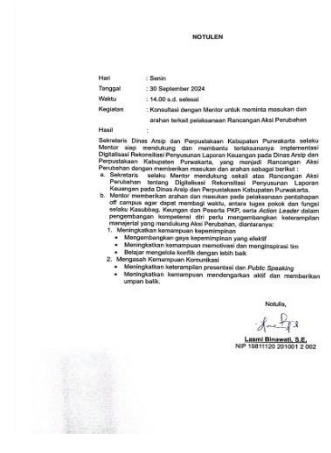 NOTULEN
Hari : Senin
Tanggal : 30 September 2024
Waktu : 14.00 s.d. selesai
Kegiatan : Konsultasi dengan Mentor untuk meminta masukan dan
arahan terkait pelaksanaan Rancangan Aksi Perubahan
Hasil :
Sekretaris Dinas Arsip dan Perpustakaan Kabupaten Purwakarta selaku
Mentor siap mendukung dan membantu terlaksananya implementasi
Digitalisasi Rekonsiliasi Penyusunan Laporan Keuangan pada Dinas Arsip dan
Perpustakaan Kabupaten Purwakarta, yang menjadi Rancangan Aksi
Perubahan dengan memberikan masukan dan arahan sebagai berikut :
a. Sekretaris selaku Mentor mendukung sekali atas Rancangan Aksi
Perubahan tentang Digitalisasi Rekonsiliasi Penyusunan Laporan
Keuangan pada Dinas Arsip dan Perpustakaan Kabupaten Purwakarta.
b. Mentor memberikan arahan dan masukan pada pelaksanaan pentahapan
off campus agar dapat membagi waktu, antara tugas pokok dan fungsi
selaku Kasubbag. Keuangan dan Peserta PKP, serta Action Leader dalam
pengembangan kompetensi diri perlu mengembangkan keterampilan
manajerial yang mendukung Aksi Perubahan, diantaranya:
1. Meningkatkan kemampuan kepemimpinan
• Mengembangkan gaya kepemimpinan yang efektif
• Meningkatkan kemampuan memotivasi dan menginspirasi tim
• Belajar mengelola konflik dengan lebih baik
2. Mengasah Kemampuan Komunikasi
• Meningkatkan keterampilan presentasi dan Public Speaking
• Meningkatkan kemampuan mendengarkan aktif dan memberikan
umpan balik.
Notulis,
Lasmi Binawati, S.E.
NIP 19811120 201001 2 002